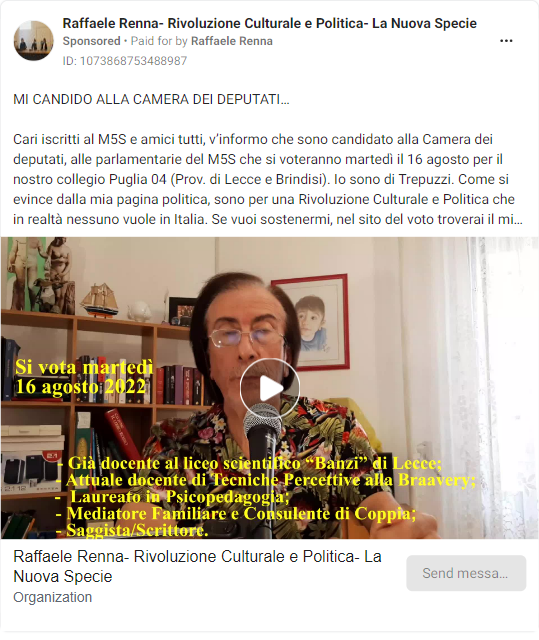 Raffaele Renna- Rivoluzione Culturale e Politica- La Nuova Specie
Sponsored • Paid for by Raffaele Renna
ID: 1073868753488987
MI CANDIDO ALLA CAMERA DEI DEPUTATI…
Cari iscritti al M5S e amici tutti, v’informo che sono candidato alla Camera dei
deputati, alle parlamentarie del M5S che si voteranno martedì il 16 agosto per il
nostro collegio Puglia 04 (Prov. di Lecce e Brindisi). Io sono di Trepuzzi. Come si
evince dalla mia pagina politica, sono per una Rivoluzione Culturale e Politica che
in realtà nessuno vuole in Italia. Se vuoi sostenermi, nel sito del voto troverai il mi…
Si vota martedì
16 agosto 2022
- Già docente al liceo scientifico “Banzi” di Lecce;
- Attuale docente di Tecniche Percettive alla Braavery;
- Laureato in Psicopedagogia;
- Mediatore Familiare e Consulente di Coppia;
- Saggista/Scrittore.
Raffaele Renna- Rivoluzione Culturale e Politica- La
Nuova Specie
Organization
Send messa…